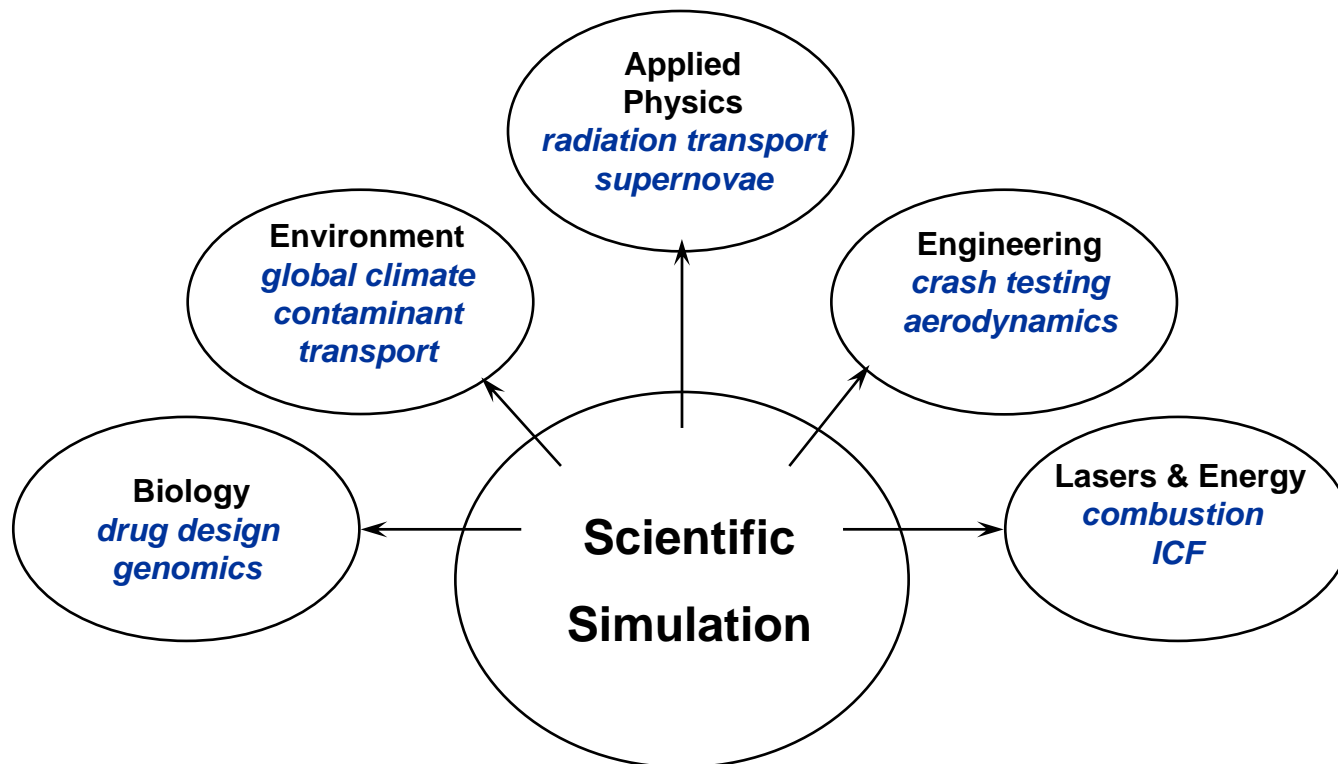 Applied
Physics
radiation transport
supernovae
Environment
global climate
contaminant
transport
Engineering
crash testing
aerodynamics
Biology
drug design
genomics
Lasers & Energy
combustion
ICF
Scientific
Simulation